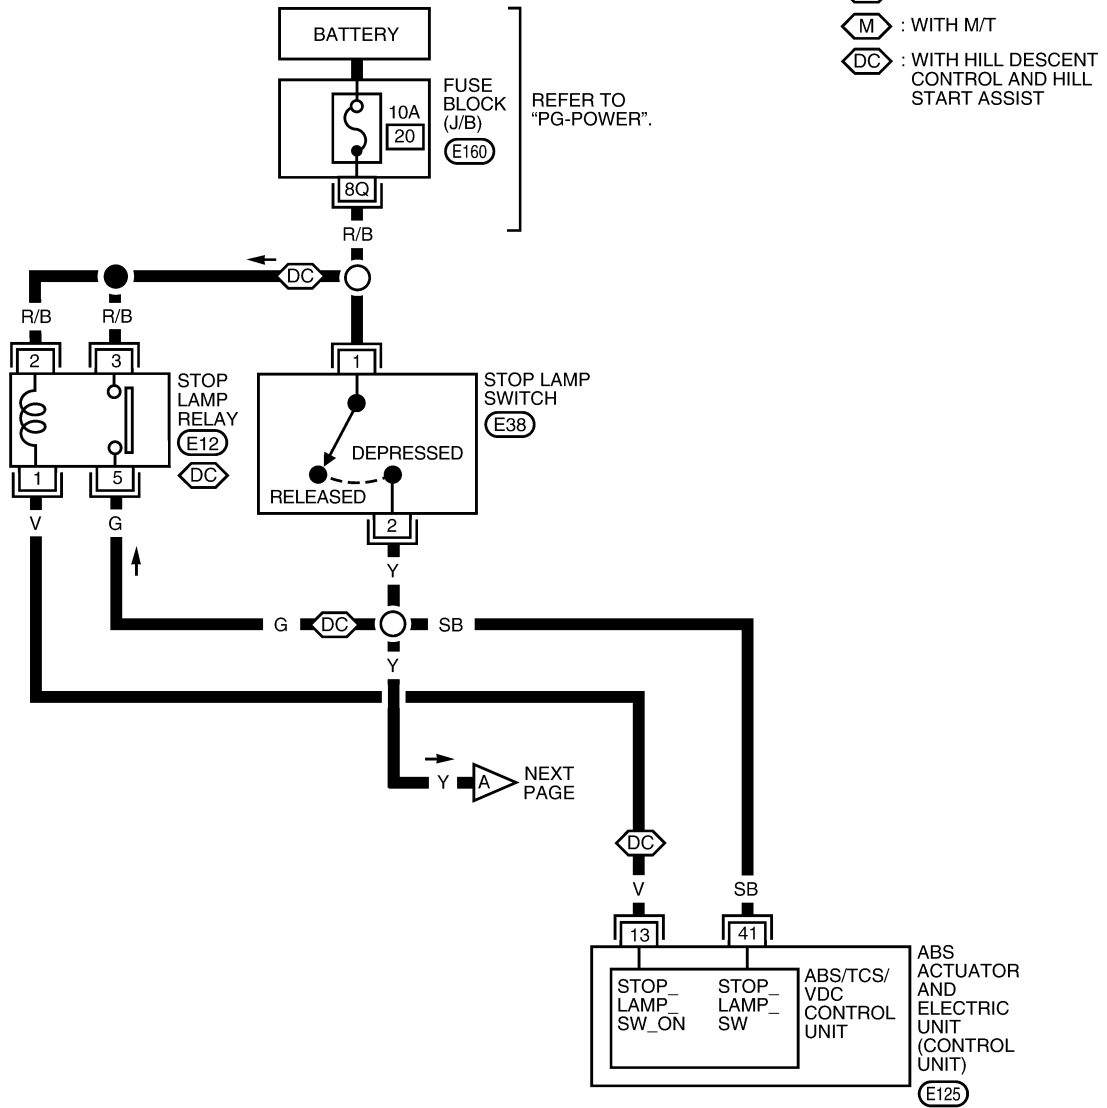 BATTERY
M : WITH M/T
DC : WITH HILL DESCENT
CONTROL AND HILL
START ASSIST
FUSE
BLOCK
(J/B)
E160
10A
20
REFER TO
“PG-POWER”.
8Q
R/B
DC
R/B
R/B
2
3
1
STOP
LAMP
RELAY
E12
DC
STOP LAMP
SWITCH
E38
DEPRESSED
RELEASED
1
5
2
V
G
Y
G
DC
SB
Y
Y
A
NEXT
PAGE
DC
V
SB
13
41
STOP_
LAMP_
SW_ON
STOP_
LAMP_
SW
ABS/TCS/
VDC
CONTROL
UNIT
ABS
ACTUATOR
AND
ELECTRIC
UNIT
(CONTROL
UNIT)
E125